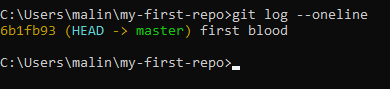 C:\Users\malin\my-first-repo>git log --oneline
6b1fb93 (HEAD -> master) first blood
C:\Users\malin\my-first-repo>